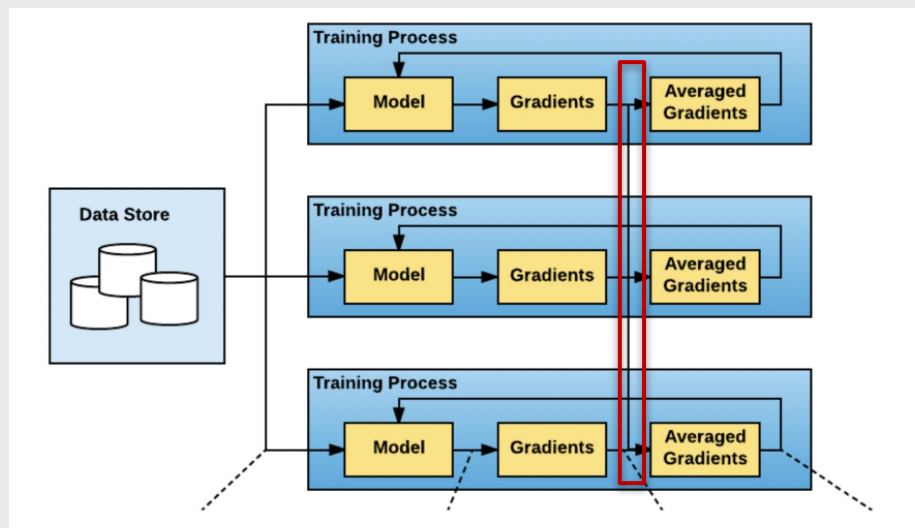 Training Process
Model
Gradients
Averaged
Gradients
Data Store
Training Process
Model
Gradients
Averaged
Gradients
Training Process
Model
Gradients
Averaged
Gradients